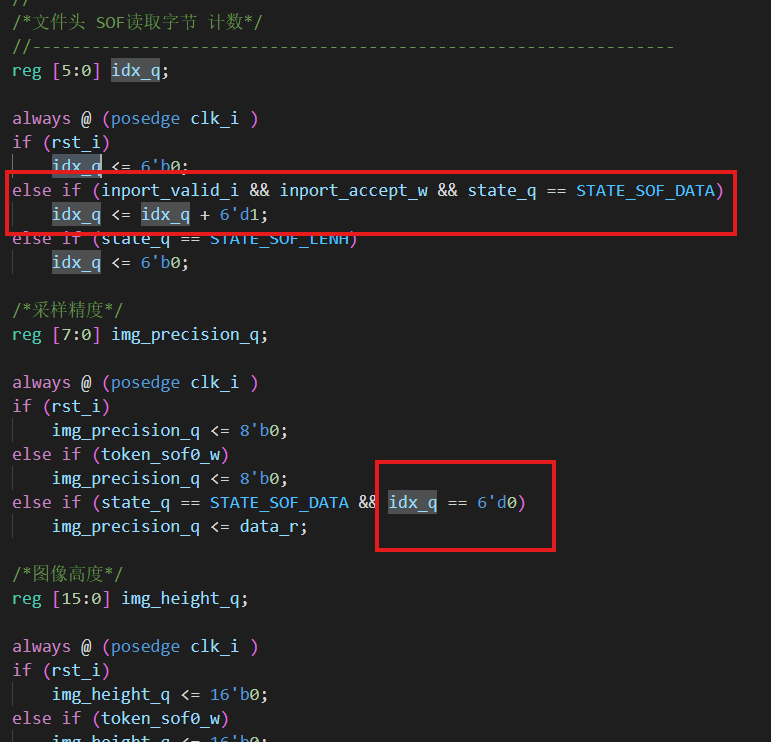 //
/*文件头 SOF读取字节 计数*/
//-----------------------------------------------------------------
reg [5:0] idx_q;
always @ (posedge clk_i )
if (rst_i)
idx_q <= 6'b0;
else if (inport_valid_i && inport_accept_w && state_q == STATE_SOF_DATA)
idx_q <= idx_q + 6'd1;
else if (state_q == STATE_SOF_LENH)
idx_q <= 6'b0;
/*采样精度*/
reg [7:0] img_precision_q;
always @ (posedge clk_i )
if (rst_i)
img_precision_q <= 8'b0;
else if (token_sof0_w)
img_precision_q <= 8'b0;
else if (state_q == STATE_SOF_DATA && idx_q == 6'd0)
img_precision_q <= data_r;
/*图像高度*/
reg [15:0] img_height_q;
always @ (posedge clk_i )
if (rst_i)
img_height_q <= 16'b0;
else if (token_sof0_w)
img_height_q <= 16'b0;